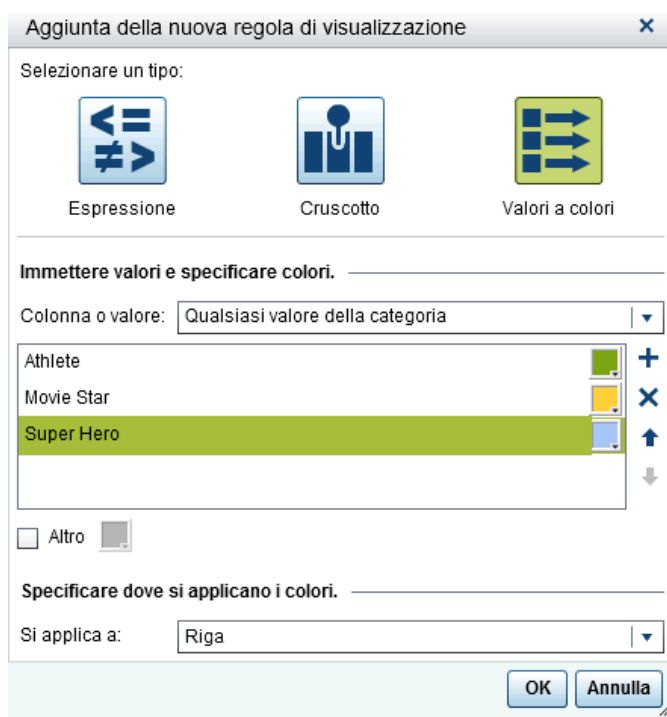 Aggiunta della nuova regola di visualizzazione
Selezionare un tipo:
Espressione
Cruscotto
Valori a colori
Immettere valori e specificare colori.
Colonna o valore: Qualsiasi valore della categoria
Athlete
Movie Star
Super Hero
Altro
Specificare dove si applicano i colori.
Si applica a: Riga
OK Annulla